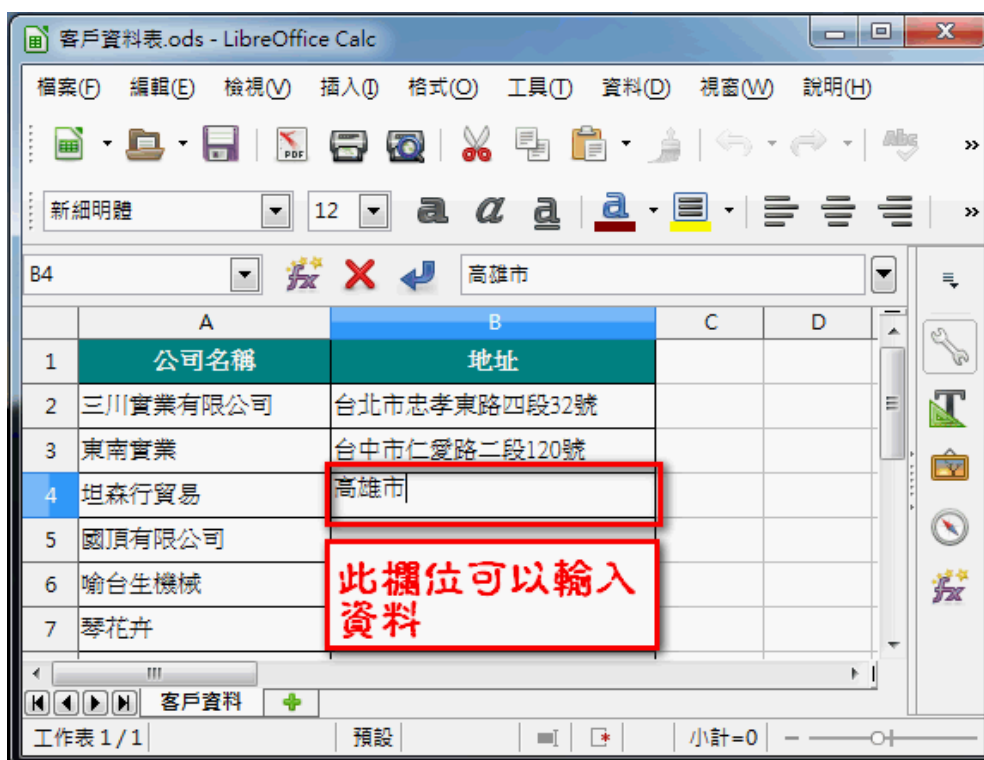 客戶資料表.ods - LibreOffice Calc
檔案(F) 編輯(E) 檢視(V) 插入(I) 格式(O) 工具(T) 資料(D) 視窗(W) 說明(H)
PDF
Abc
»
新細明體 12 a a a a
»
B4 fx 高雄市
A B C D
1 公司名稱 地址
2 三川實業有限公司 台北市忠孝東路四段32號
3 東南實業 台中市仁愛路二段120號
4 坦森行貿易 高雄市
5 國頂有限公司
6 喻台生機械
7 琴花卉
此欄位可以輸入
資料
客戶資料
工作表 1 / 1 預設 小計=0